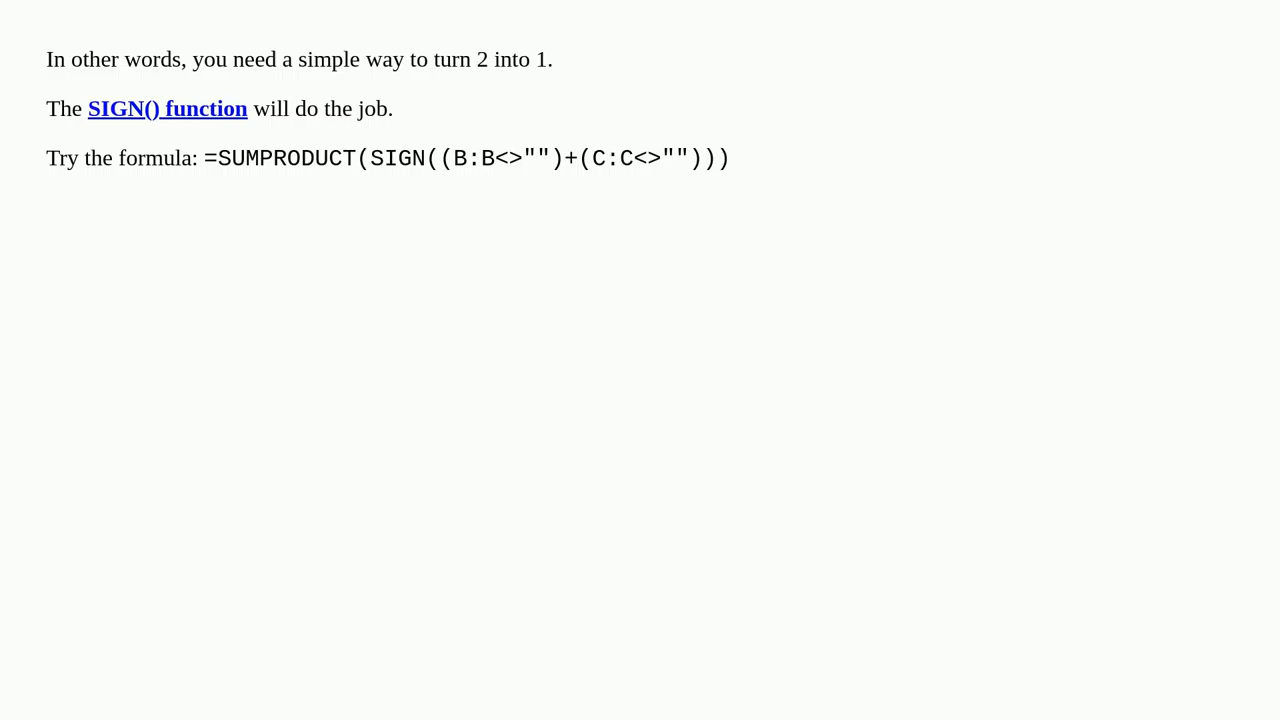 In other words, you need a simple way to turn 2 into 1.
The SIGN() function will do the job.
Try the formula: =SUMPRODUCT(SIGN((B:B<>"")+(C:C<>"")))